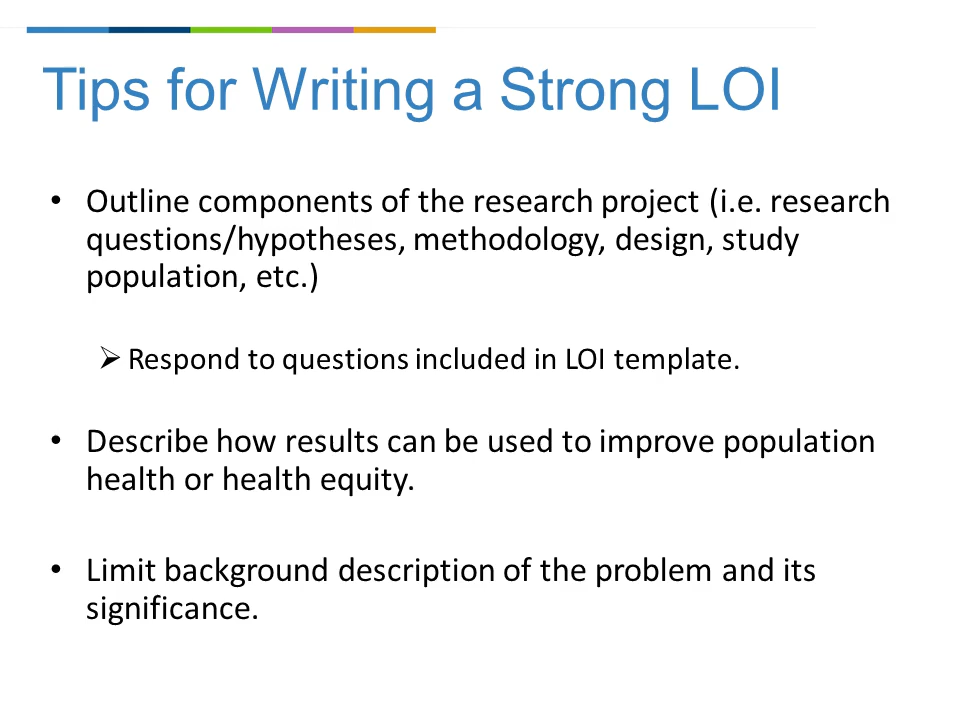 Tips for Writing a Strong LOI
• Outline components of the research project (i.e. research
questions/hypotheses, methodology, design, study
population, etc.)
➢ Respond to questions included in LOI template.
• Describe how results can be used to improve population
health or health equity.
• Limit background description of the problem and its
significance.